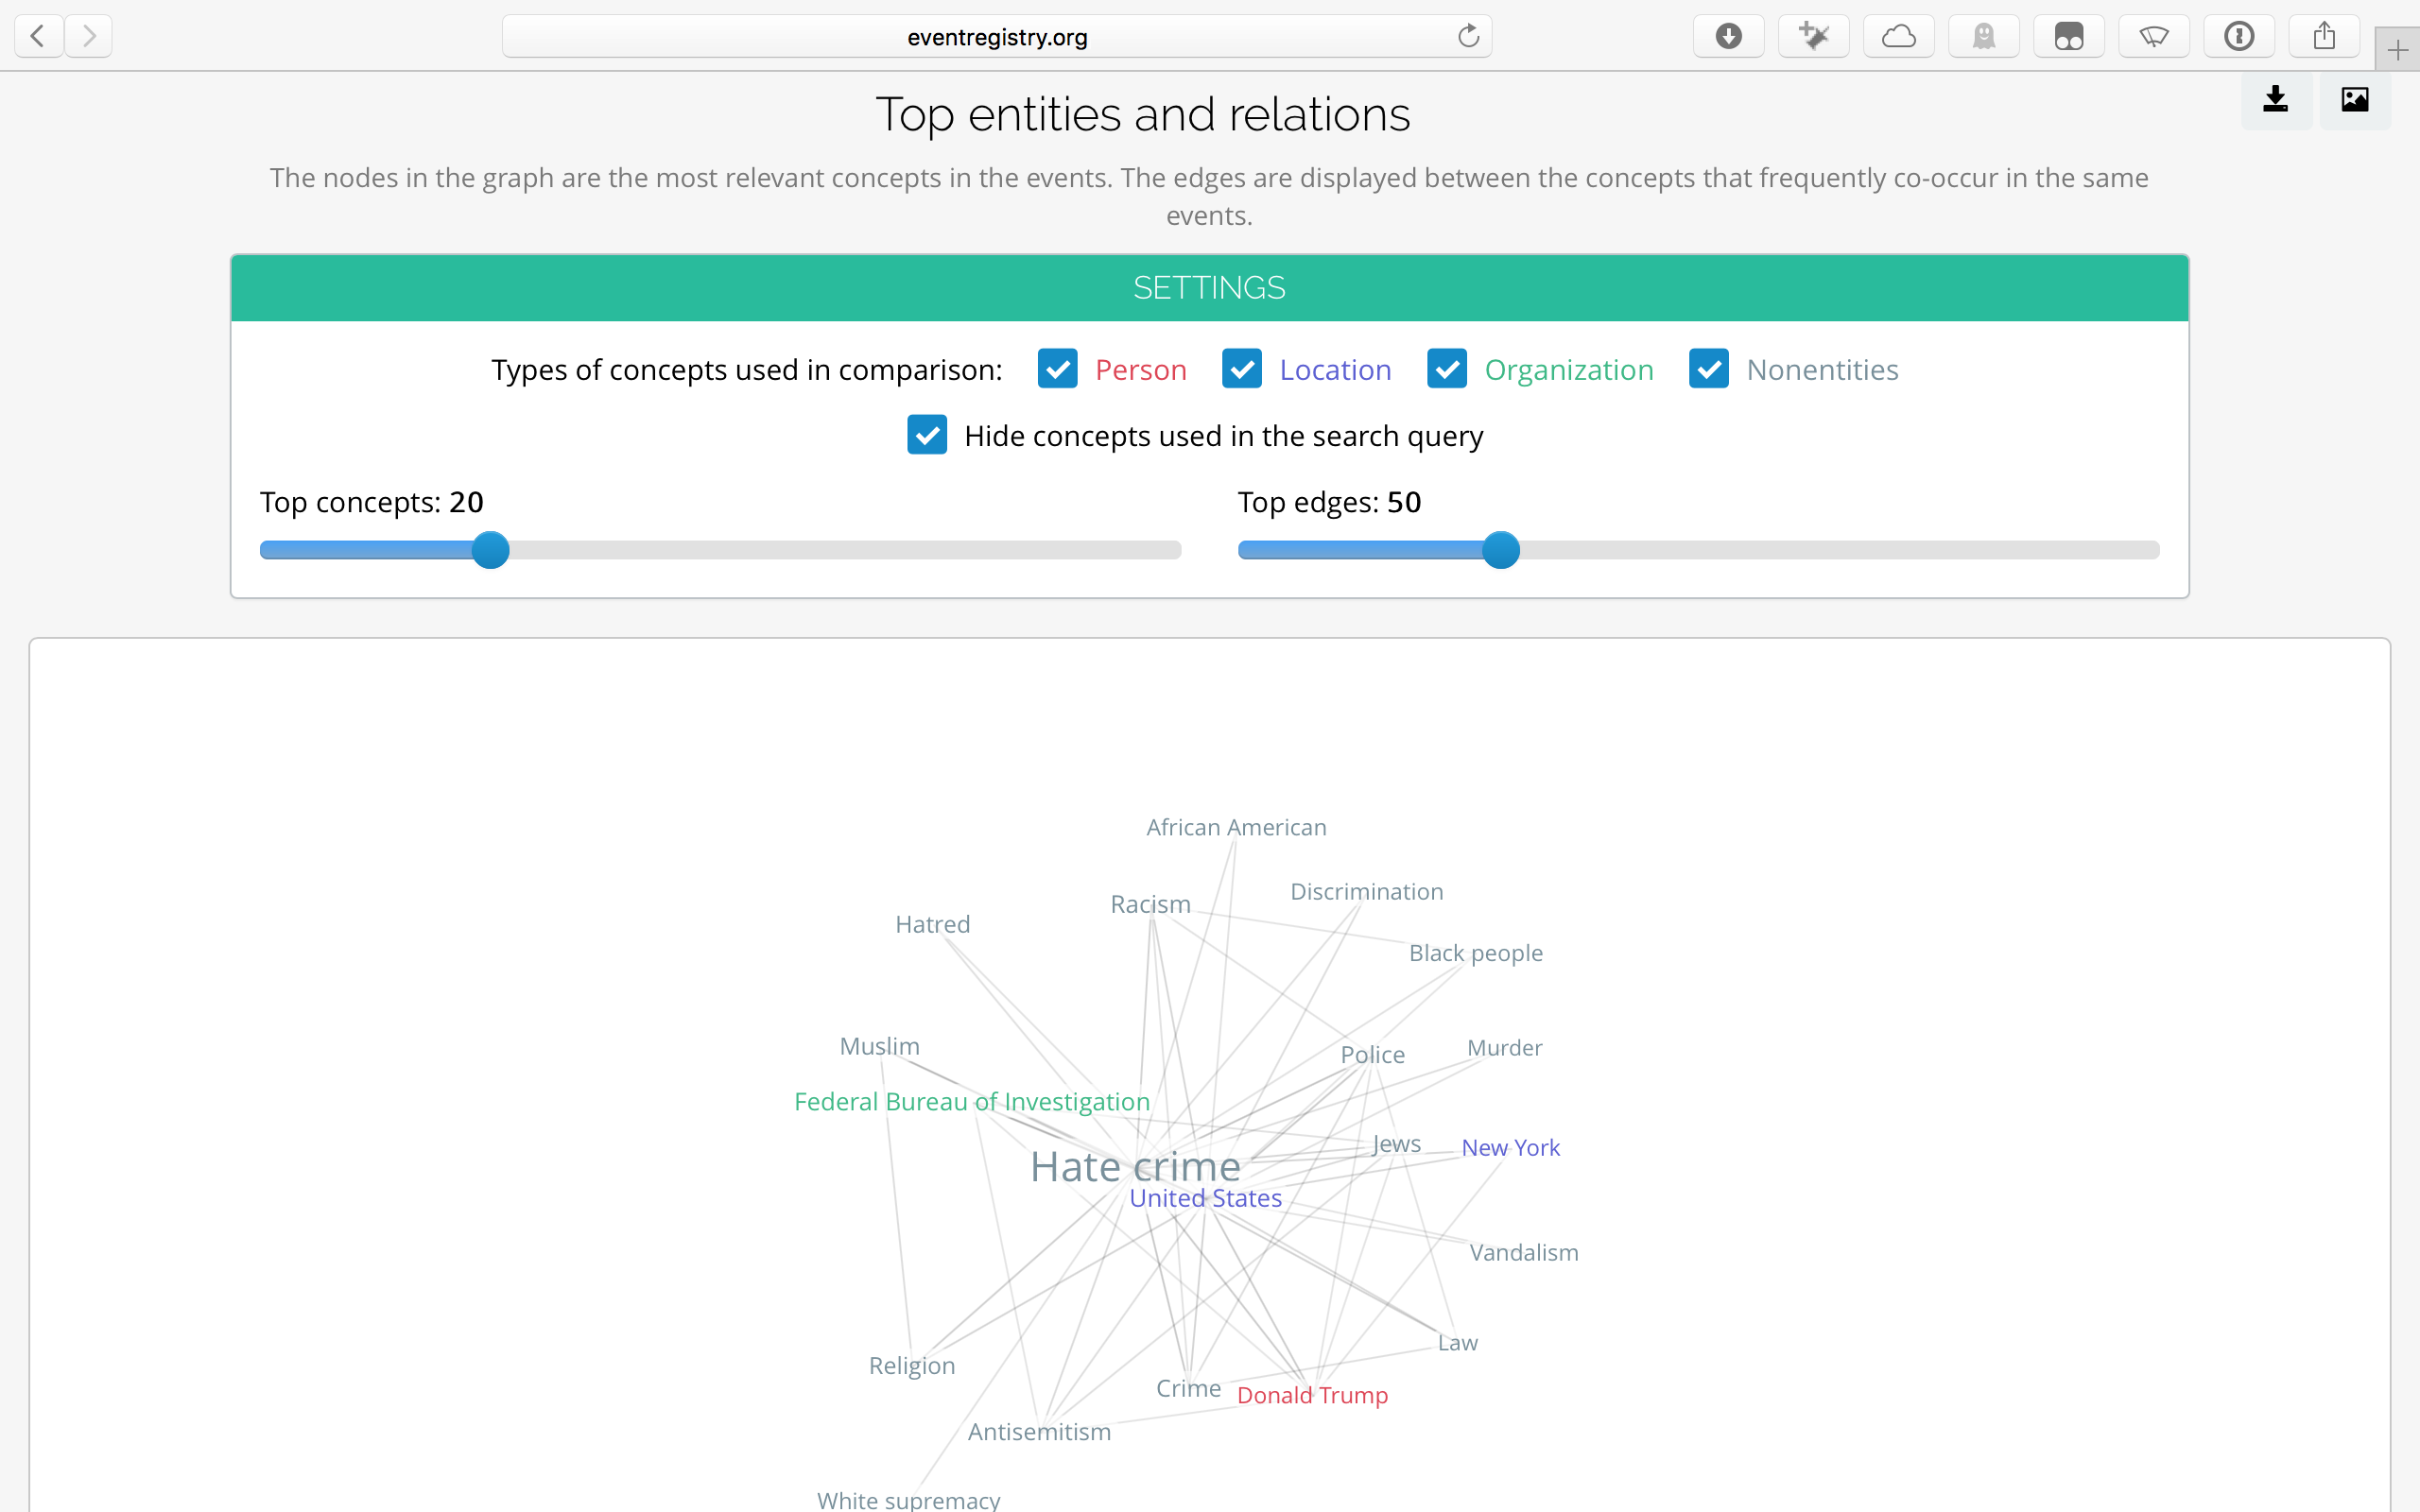 eventregistry.org
Top entities and relations
The nodes in the graph are the most relevant concepts in the events. The edges are displayed between the concepts that frequently co-occur in the same
events.
SETTINGS
Types of concepts used in comparison: Person Location Organization Nonentities
Hide concepts used in the search query
Top concepts: 20
Top edges: 50
African American
Discrimination
Racism
Hatred
Black people
Muslim
Police
Murder
Federal Bureau of Investigation
Jews
New York
Hate crime
United States
Vandalism
Law
Religion
Crime
Donald Trump
Antisemitism
White supremacy